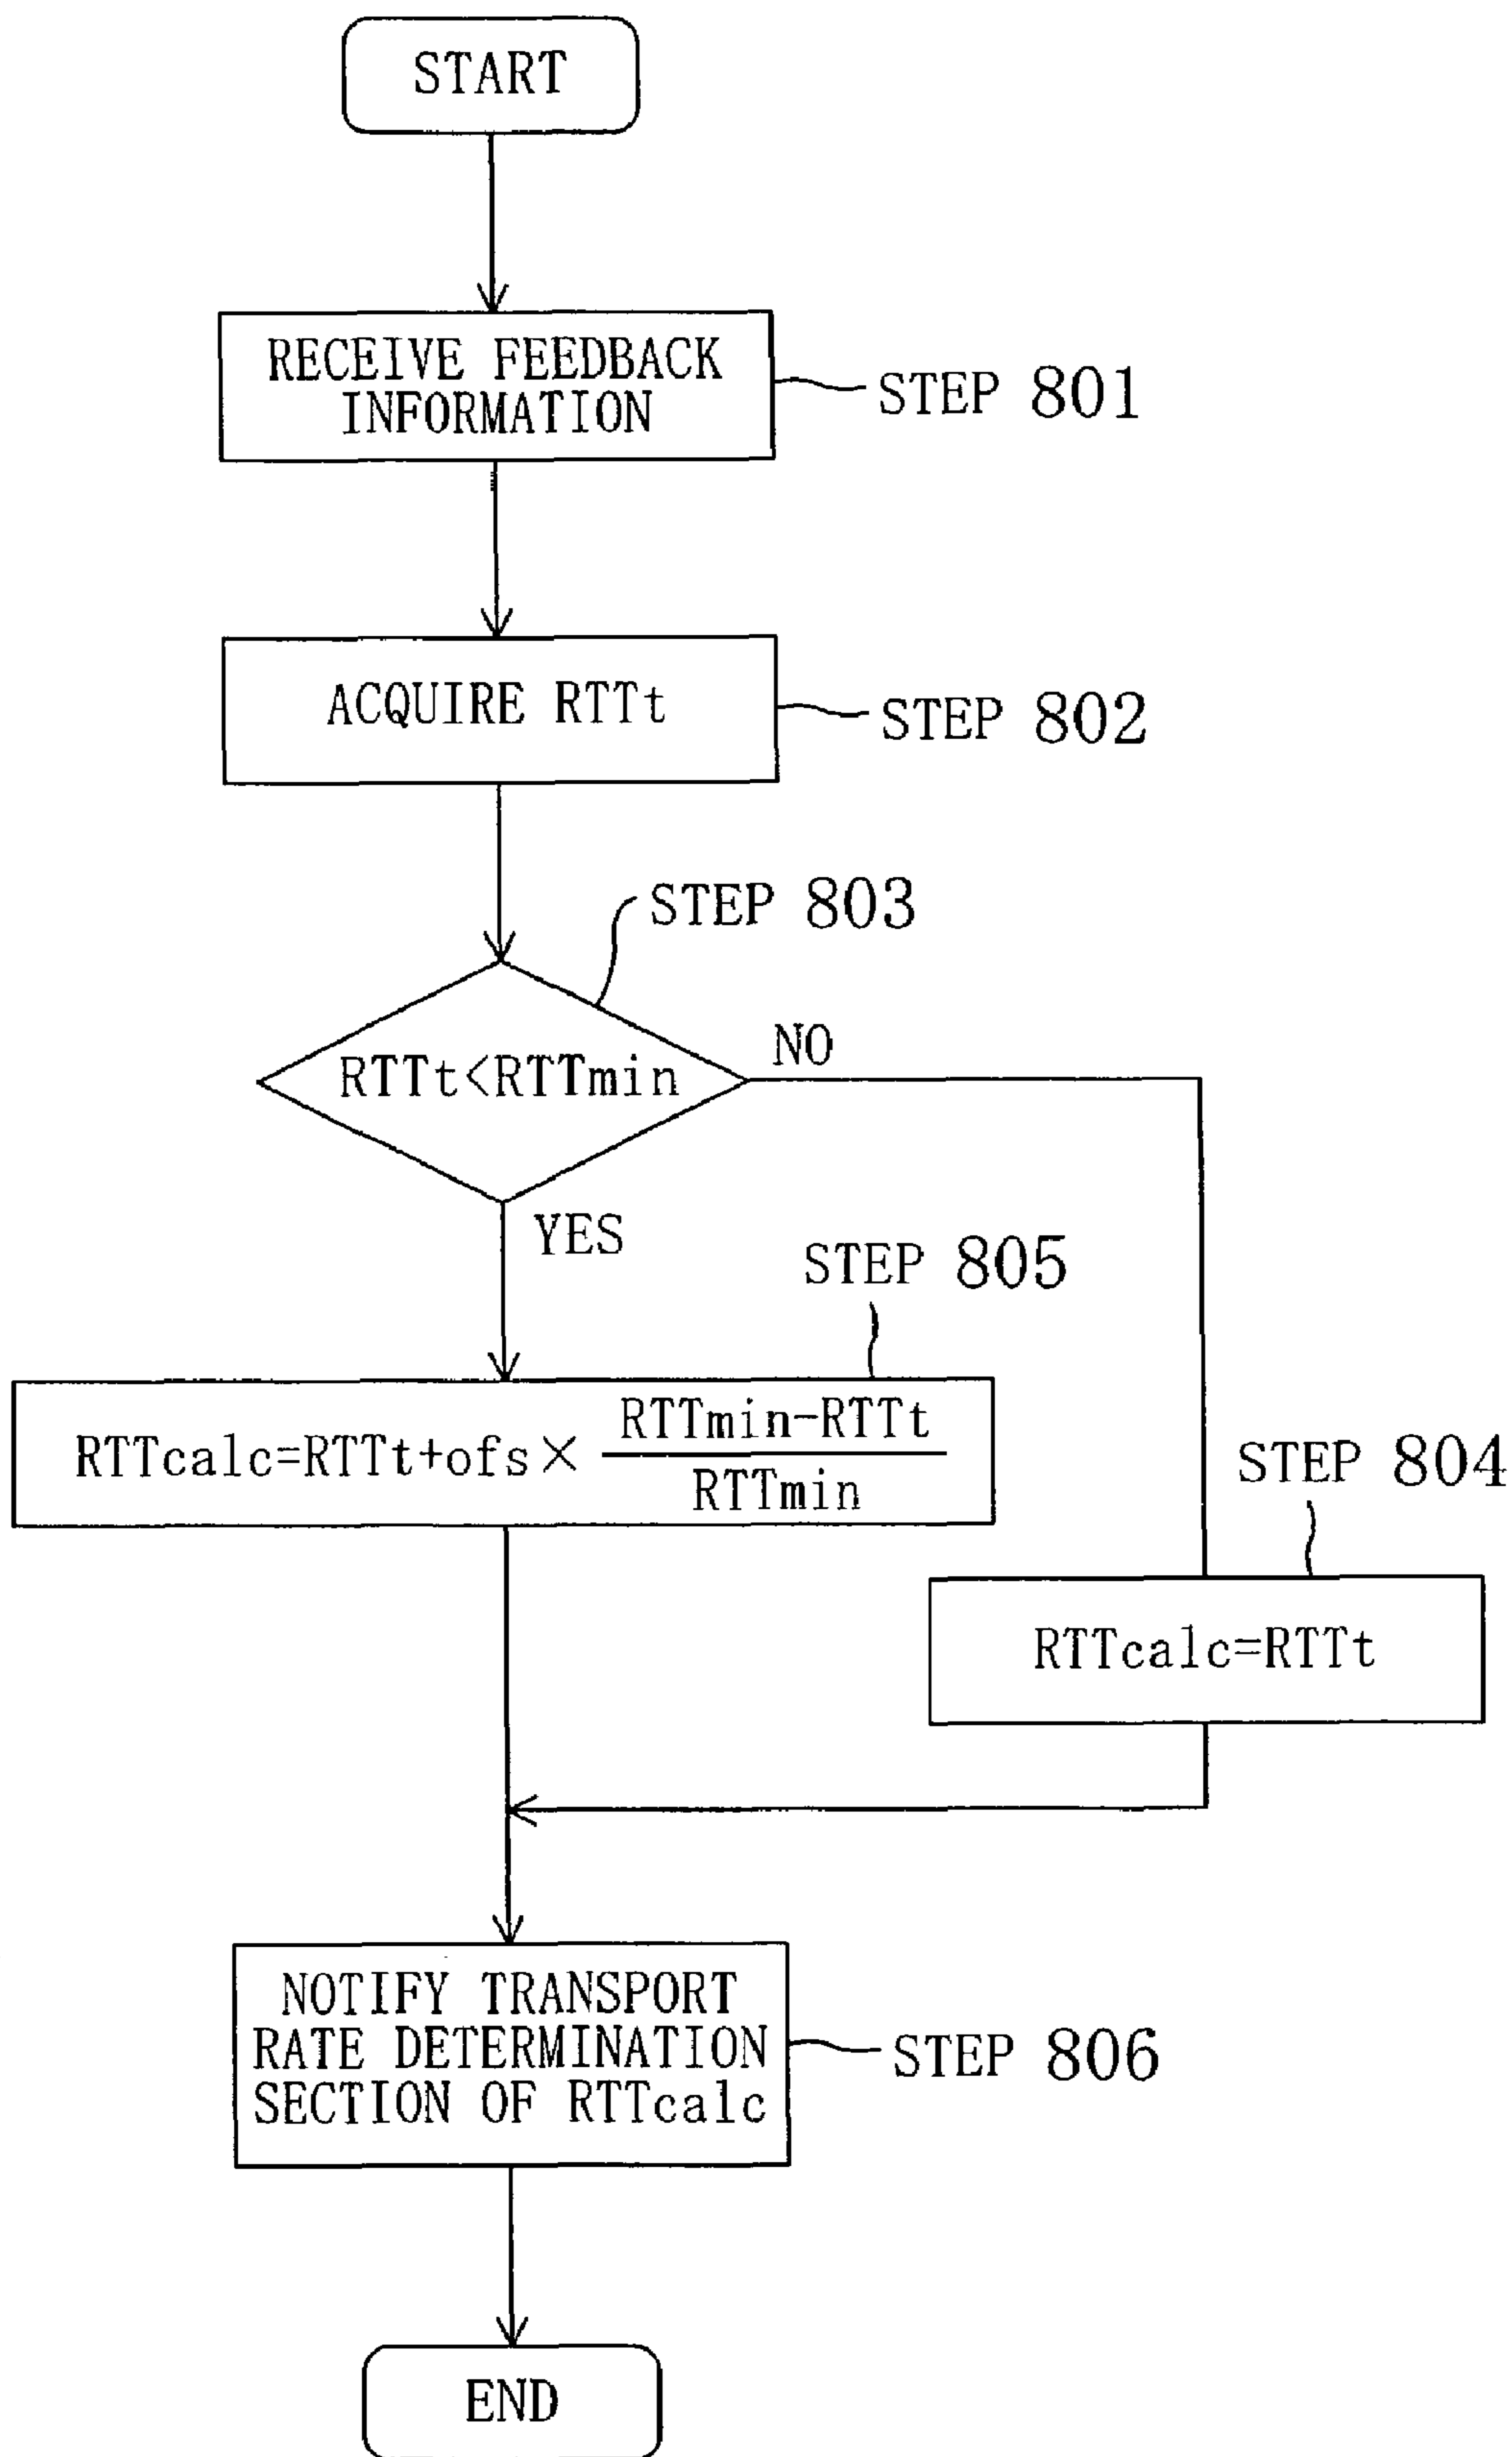 START
RECEIVE FEEDBACK
INFORMATION
STEP 801
ACQUIRE RTTt
STEP 802
STEP 803
RTTt<RTTmin
NO
YES
STEP 805
RTTcalc=RTTt+ofs×
RTTmin-RTTt
RTTmin
STEP 804
RTTcalc=RTTt
NOTIFY TRANSPORT
RATE DETERMINATION
SECTION OF RTTcalc
STEP 806
END